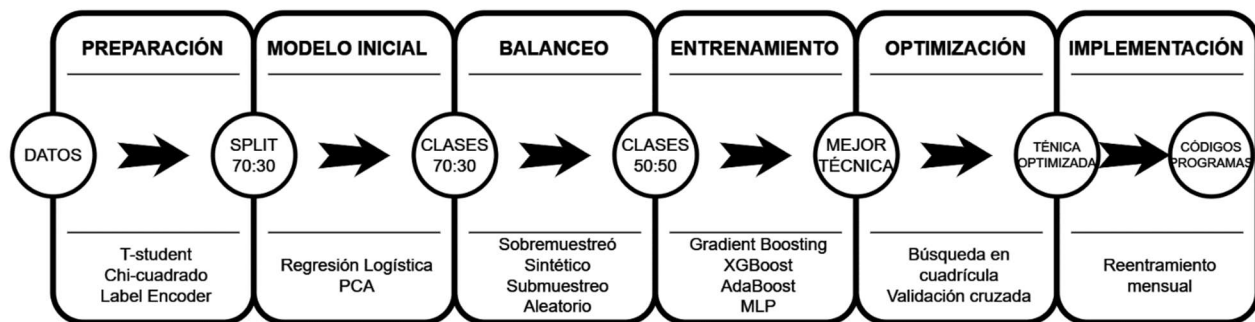 PREPARACIÓN
MODELO INICIAL
BALANCEO
ENTRENAMIENTO
OPTIMIZACIÓN
IMPLEMENTACIÓN
DATOS
SPLIT
70:30
CLASES
70:30
CLASES
50:50
MEJOR
TÉCNICA
TÉNICA
OPTIMIZADA
CÓDIGOS
PROGRAMAS
T-student
Chi-cuadrado
Label Encoder
Regresión Logística
PCA
Sobremuestreó
Sintético
Submuestreo
Aleatorio
Gradient Boosting
XGBoost
AdaBoost
MLP
Búsqueda en
cuadrícula
Validación cruzada
Reentramiento
mensual